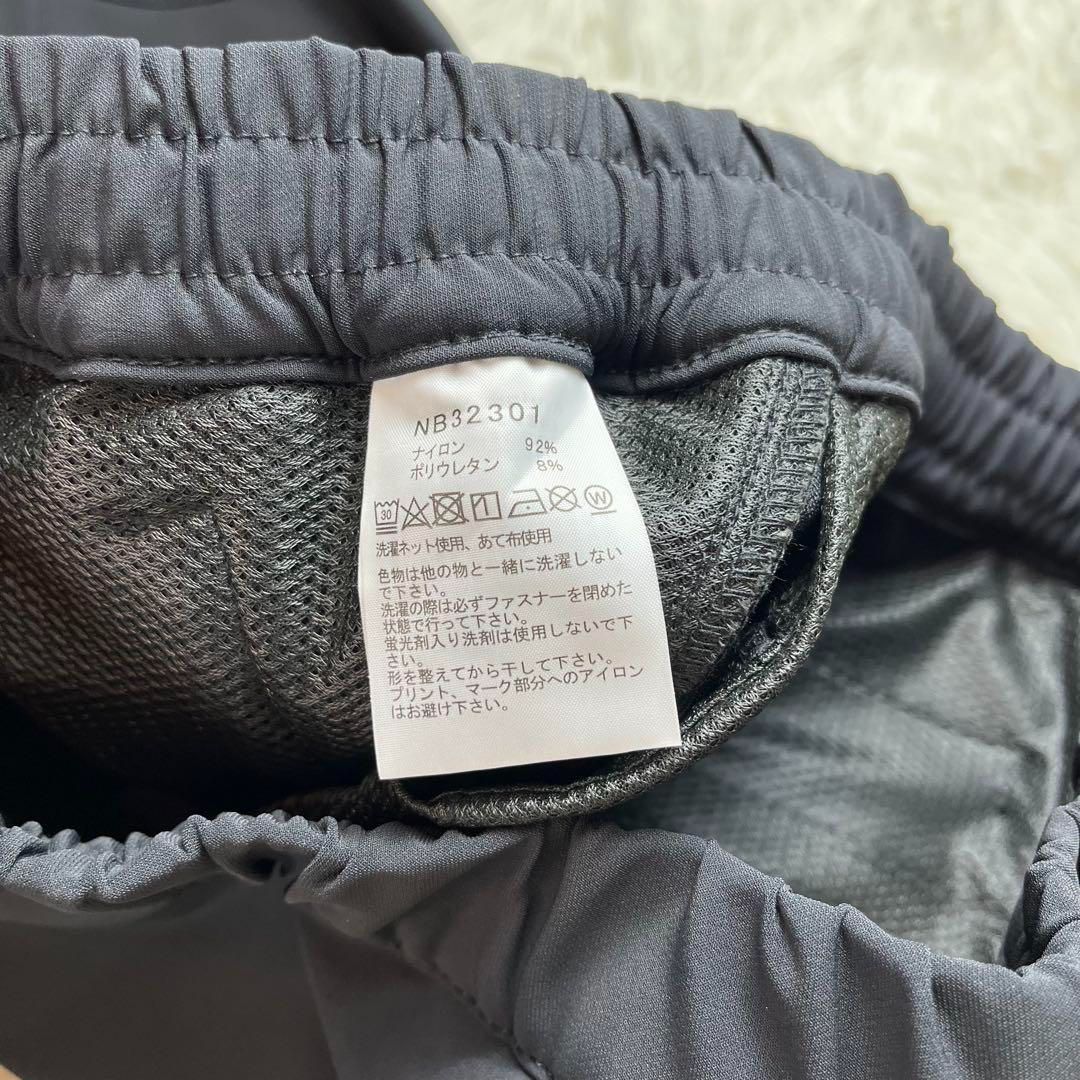 NB32301
ナイロン 92%
ポリウレタン 8%
30 W
洗濯ネット使用、あて布使用
色物は他の物と一緒に洗濯しない
で下さい。
洗濯の際は必ずファスナーを閉めた
状態で行って下さい。
蛍光剤入り洗剤は使用しないで下
さい。
形を整えてから干して下さい。
プリント、マーク部分へのアイロン
はお避け下さい。